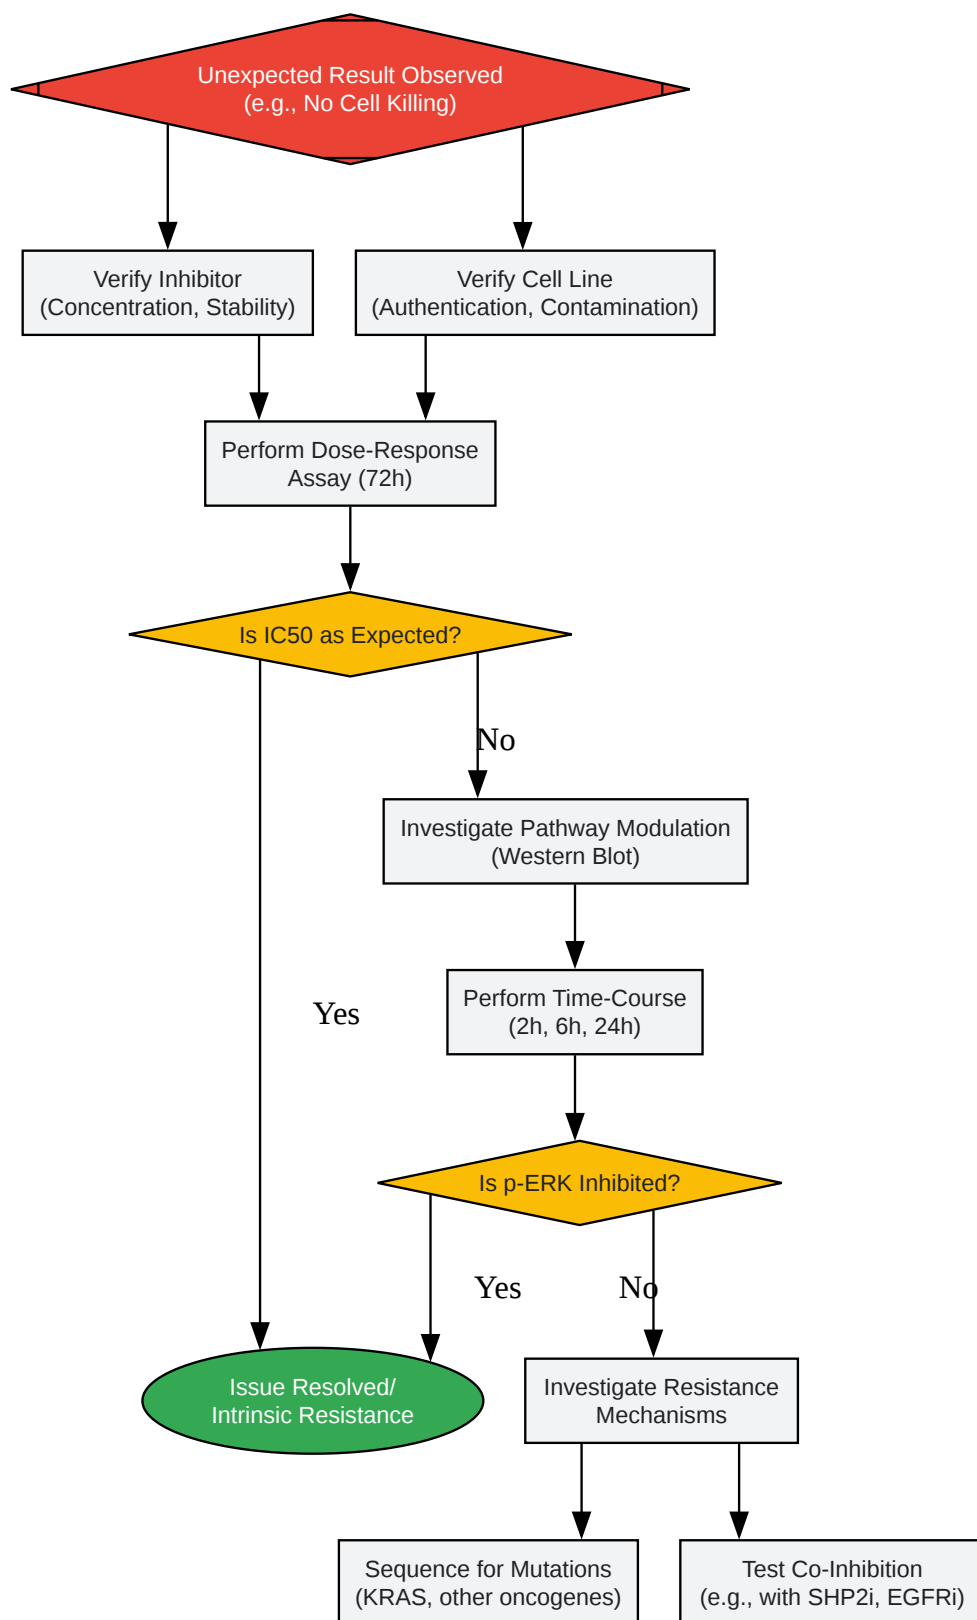 Unexpected Result Observed
(e.g., No Cell Killing)
Verify Inhibitor
(Concentration, Stability)
Verify Cell Line
(Authentication, Contamination)
Perform Dose-Response
Assay (72h)
Is IC50 as Expected?
No
Investigate Pathway Modulation
(Western Blot)
Perform Time-Course
(2h, 6h, 24h)
Yes
Is p-ERK Inhibited?
Yes
No
Issue Resolved/
Intrinsic Resistance
Investigate Resistance
Mechanisms
Sequence for Mutations
(KRAS, other oncogenes)
Test Co-Inhibition
(e.g., with SHP2i, EGFRi)